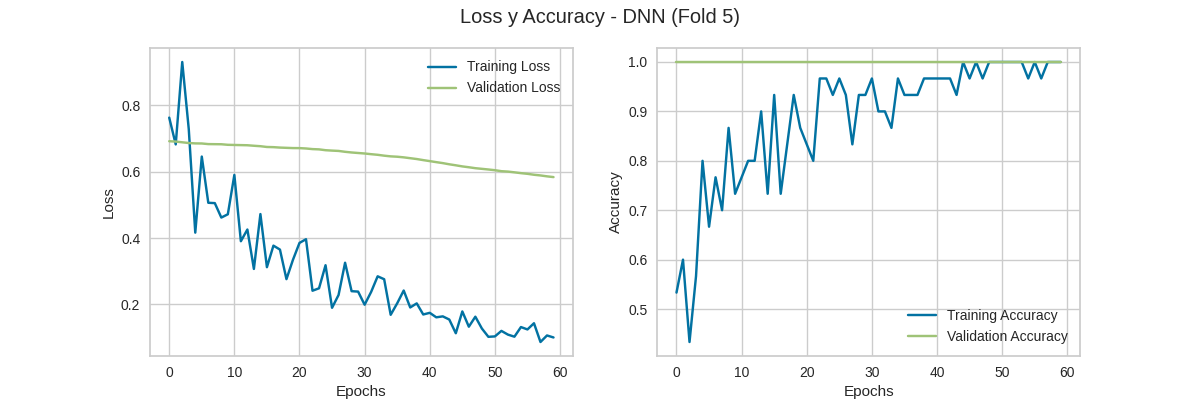 Loss y Accuracy - DNN (Fold 5)
Training Loss
Validation Loss
0.8
0.6
0.4
0.2
Loss
0 10 20 30 40 50 60
Epochs
1.0
0.9
0.8
0.7
0.6
0.5
Accuracy
Training Accuracy
Validation Accuracy
0 10 20 30 40 50 60
Epochs